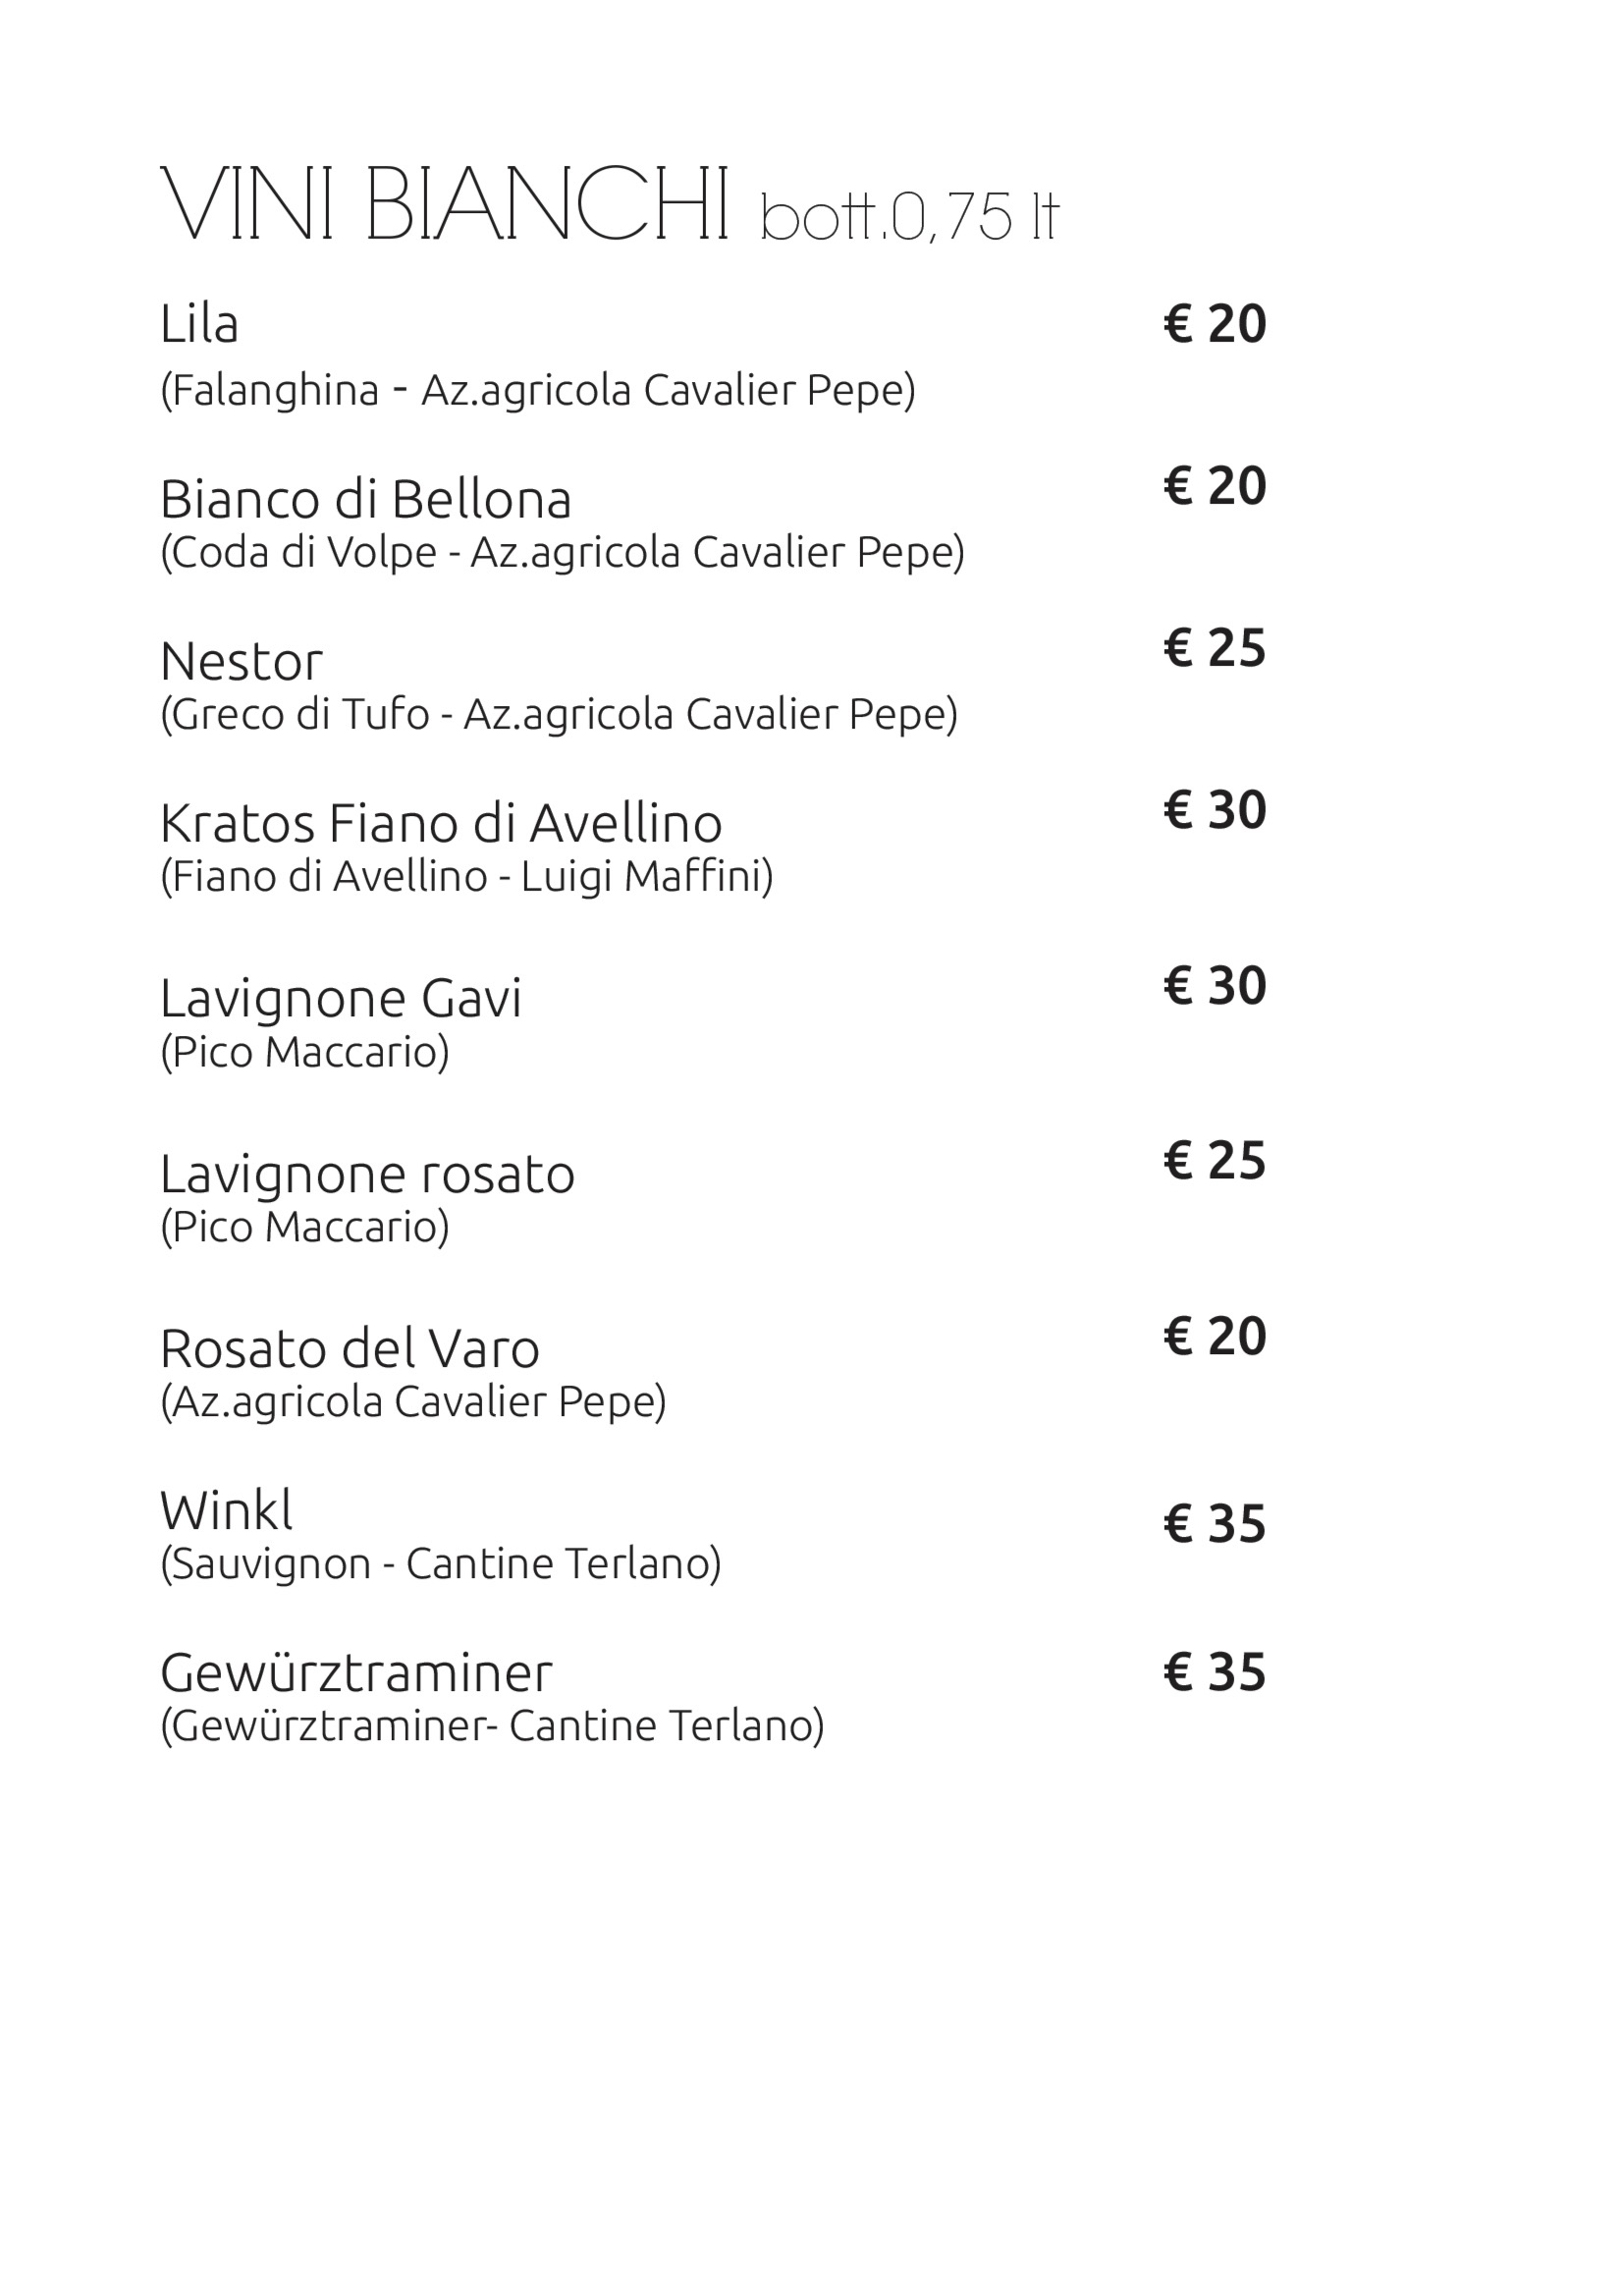 VINI BIANCHI bott.0,75 lt
Lila € 20
(Falanghina - Az.agricola Cavalier Pepe)
Bianco di Bellona € 20
(Coda di Volpe - Az.agricola Cavalier Pepe)
Nestor € 25
(Greco di Tufo - Az.agricola Cavalier Pepe)
Kratos Fiano di Avellino € 30
(Fiano di Avellino - Luigi Maffini)
Lavignone Gavi € 30
(Pico Maccario)
Lavignone rosato € 25
(Pico Maccario)
Rosato del Varo € 20
(Az.agricola Cavalier Pepe)
Winkl € 35
(Sauvignon - Cantine Terlano)
Gewürztraminer € 35
(Gewürztraminer- Cantine Terlano)